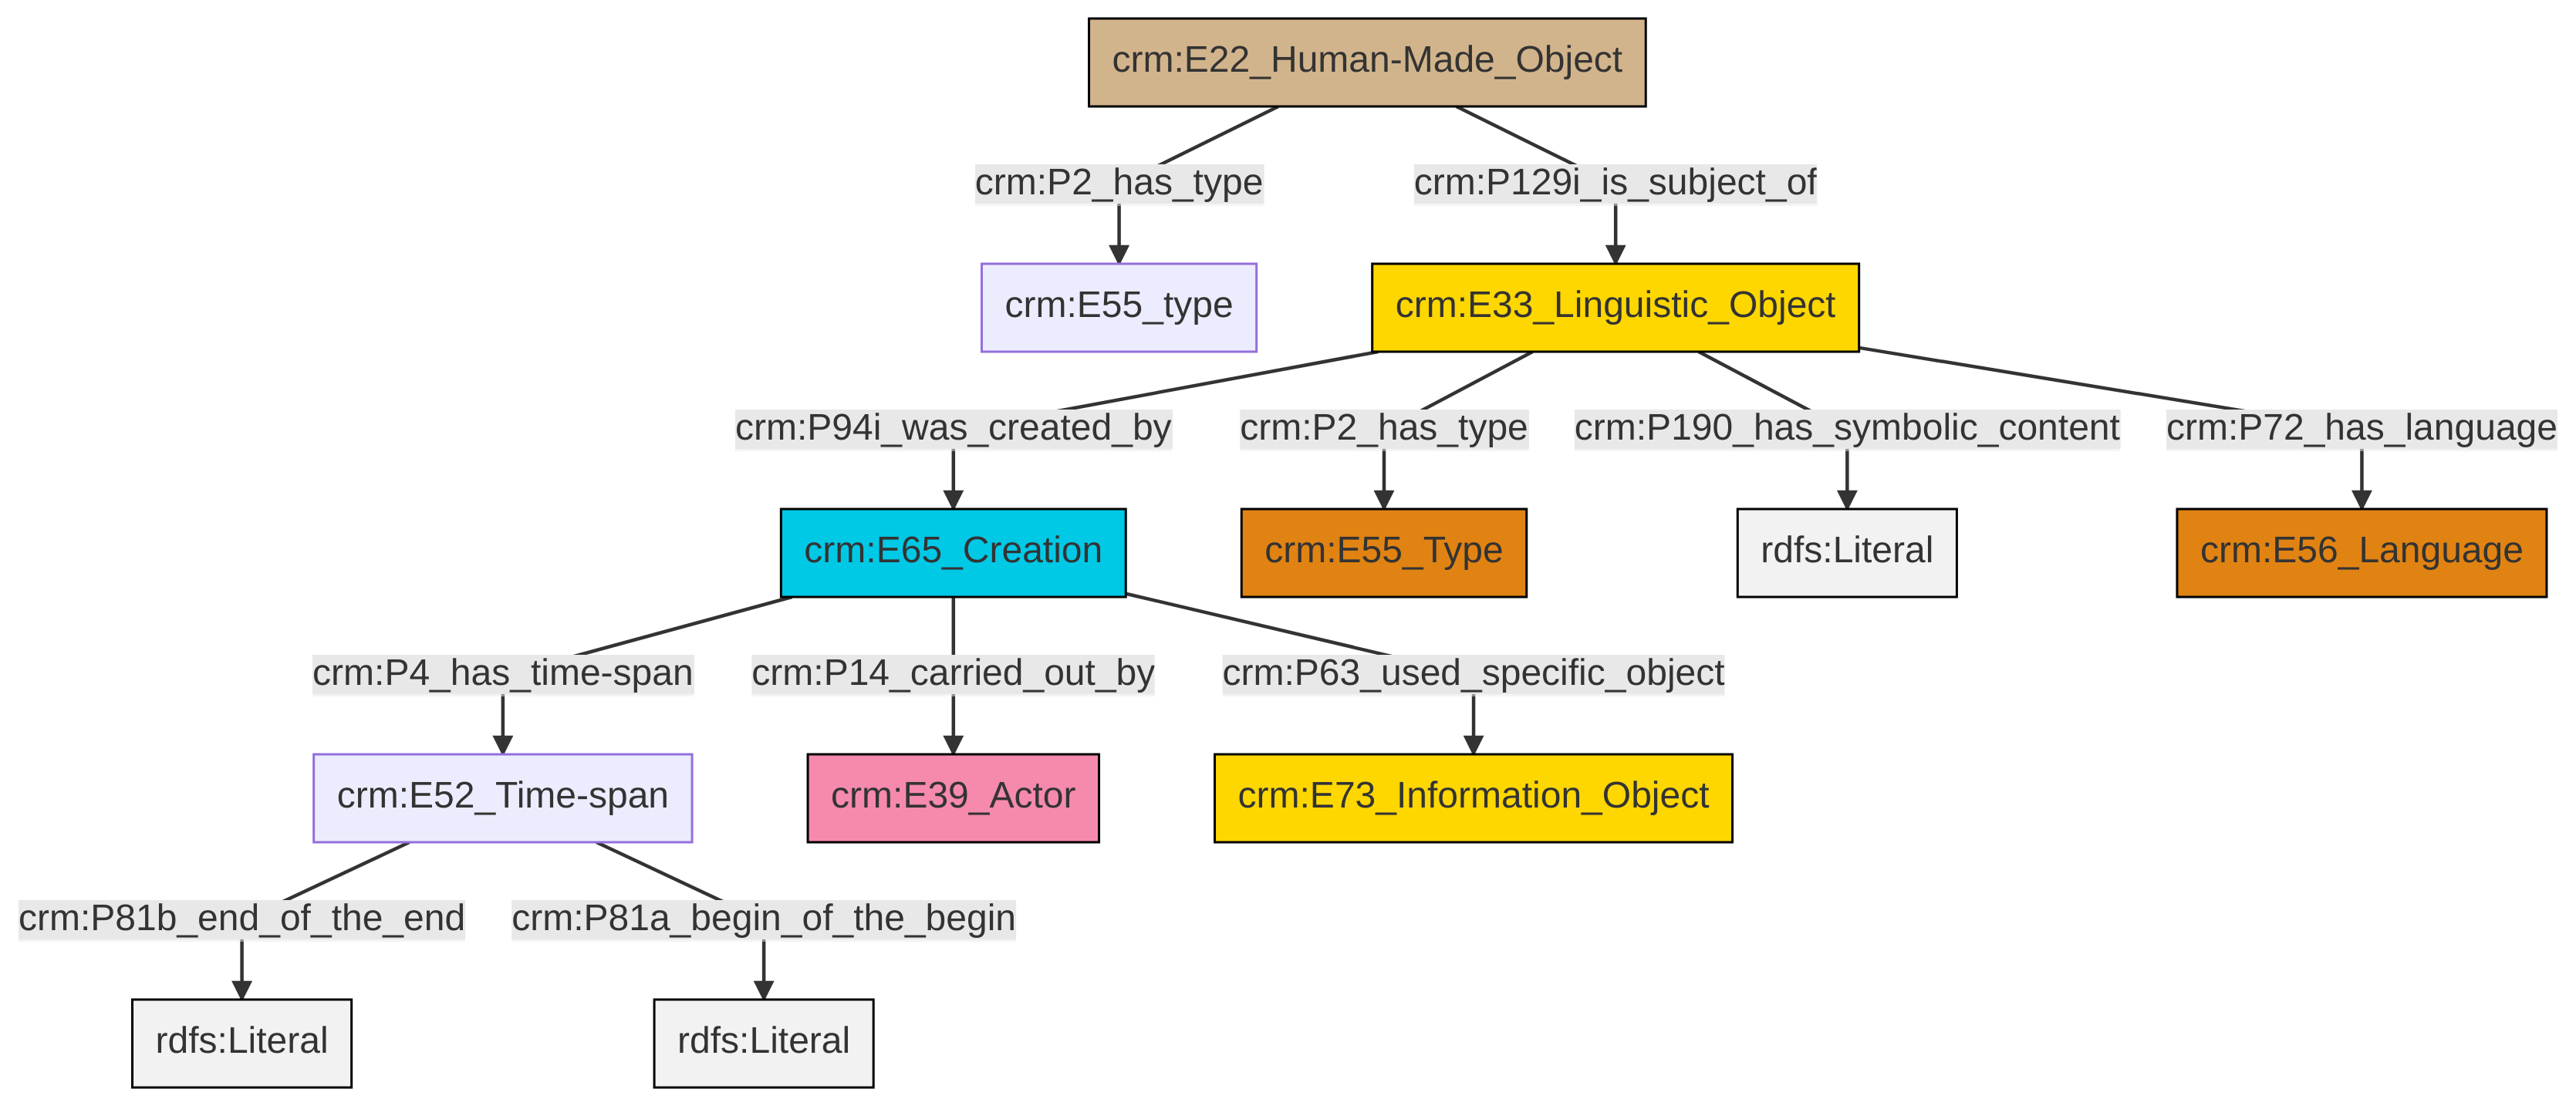 crm:E22_Human-Made_Object
crm:P2_has_type
crm:P129i_is_subject_of
crm:E55_type
crm:E33_Linguistic_Object
crm:P94i_was_created_by
crm:P2_has_type
crm:P190_has_symbolic_content
crm:P72_has_language
crm:E65_Creation
crm:E55_Type
rdfs:Literal
crm:E56_Language
crm:P4_has_time-span
crm:P14_carried_out_by
crm:P63_used_specific_object
crm:E52_Time-span
crm:E39_Actor
crm:E73_Information_Object
crm:P81b_end_of_the_end
crm:P81a_begin_of_the_begin
rdfs:Literal
rdfs:Literal